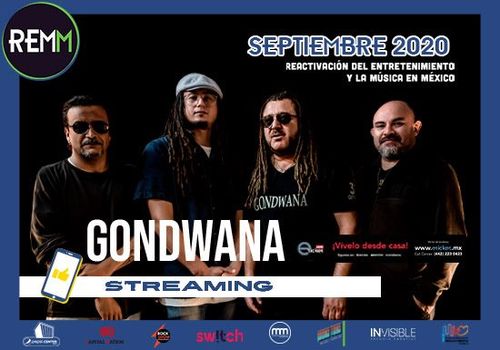 REMM
SEPTIEMBRE 2020
REACTIVACIÓN DEL ENTRETENIMIENTO
Y LA MÚSICA EN MÉXICO
GONDWANA
GONDWANA
¡Vívelo desde casa!
www.eticket.mx
STREAMING
switch
INVISIBLE